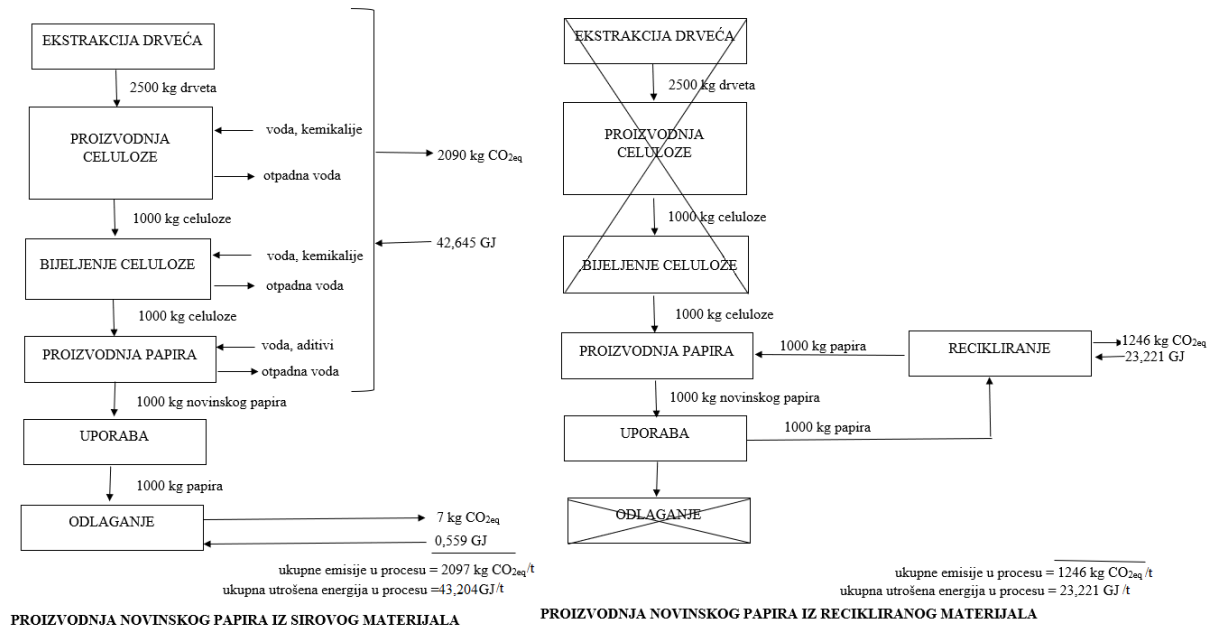 EKSTRAKCIJA DRVEĆA
2500 kg drveta
PROIZVODNJA
CELULOZE
voda, kemikalije
otpadna voda
2090 kg CO2eq
1000 kg celuloze
42,645 GJ
BIJELJENJE CELULOZE
voda, kemikalije
otpadna voda
1000 kg celuloze
PROIZVODNJA PAPIRA
voda, aditivi
otpadna voda
1000 kg novinskog papira
UPORABA
1000 kg papira
ODLAGANJE
7 kg CO2eq
0,559 GJ
ukupne emisije u procesu = 2097 kg CO2eq/t
ukupna utrošena energija u procesu =43,204GJ/t
PROIZVODNJA NOVINSKOG PAPIRA IZ SIROVOG MATERIJALA
EKSTRAKCIJA DRVEĆA
2500 kg drveta
PROIZVODNJA
CELULOZE
1000 kg celuloze
BIJELJENJE CELULOZE
1000 kg celuloze
PROIZVODNJA PAPIRA
1000 kg papira
RECIKLIRANJE
1246 kg CO2eq
23,221 GJ
1000 kg novinskog papira
UPORABA
1000 kg papira
ODLAGANJE
ukupne emisije u procesu = 1246 kg CO2eq/t
ukupna utrošena energija u procesu = 23,221 GJ /t
PROIZVODNJA NOVINSKOG PAPIRA IZ RECIKLIRANOG MATERIJALA